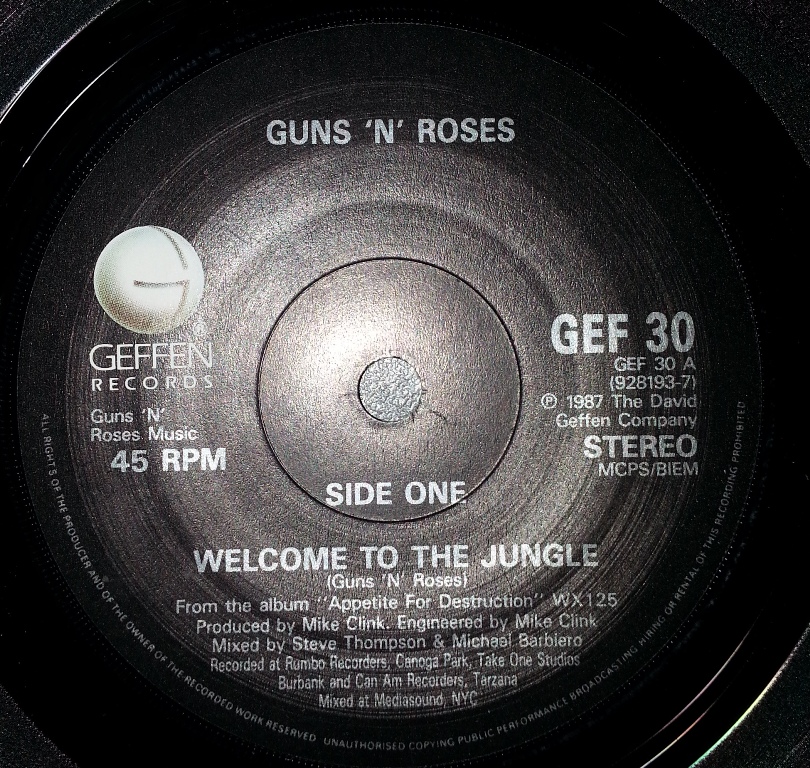 GUNS 'N' ROSES
GEFFEN
RECORDS
®
Guns 'N'
Roses Music
45 RPM
GEF 30
GEF 30 A
(928193-7)
℗ 1987 The David
Geffen Company
STEREO
MCPS/BIEM
SIDE ONE
WELCOME TO THE JUNGLE
(Guns 'N' Roses)
From the album "Appetite For Destruction" WX125
Produced by Mike Clink. Engineered by Mike Clink
Mixed by Steve Thompson & Michael Barbiero
Recorded at Rumbo Recorders, Canoga Park, Take One Studios
Burbank and Can Am Recorders, Tarzana
Mixed at Mediasound, NYC
ALL RIGHTS OF THE PRODUCER AND OF THE OWNER OF THE RECORDED WORK RESERVED UNAUTHORISED COPYING PUBLIC PERFORMANCE BROADCASTING HIRING OR RENTAL OF THIS RECORDING PROHIBITED